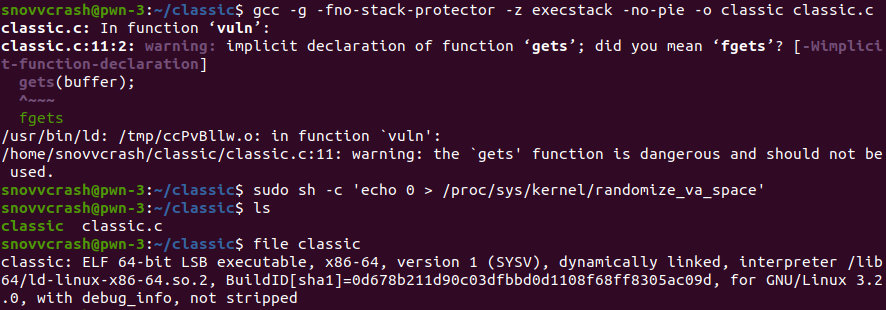 snovvcrash@pwn-3:~/classic$ gcc -g -fno-stack-protector -z execstack -no-pie -o classic classic.c
classic.c: In function ‘vuln’:
classic.c:11:2: warning: implicit declaration of function ‘gets’; did you mean ‘fgets’? [-Wimplici
t-function-declaration]
  gets(buffer);
  ^~~~
  fgets
/usr/bin/ld: /tmp/ccPvBllw.o: in function `vuln':
/home/snovvcrash/classic/classic.c:11: warning: the `gets' function is dangerous and should not be
 used.
snovvcrash@pwn-3:~/classic$ sudo sh -c 'echo 0 > /proc/sys/kernel/randomize_va_space'
snovvcrash@pwn-3:~/classic$ ls
classic  classic.c
snovvcrash@pwn-3:~/classic$ file classic
classic: ELF 64-bit LSB executable, x86-64, version 1 (SYSV), dynamically linked, interpreter /lib
64/ld-linux-x86-64.so.2, BuildID[sha1]=0d678b211d90c03dfbbd0d1108f68ff8305ac09d, for GNU/Linux 3.2
.0, with debug_info, not stripped